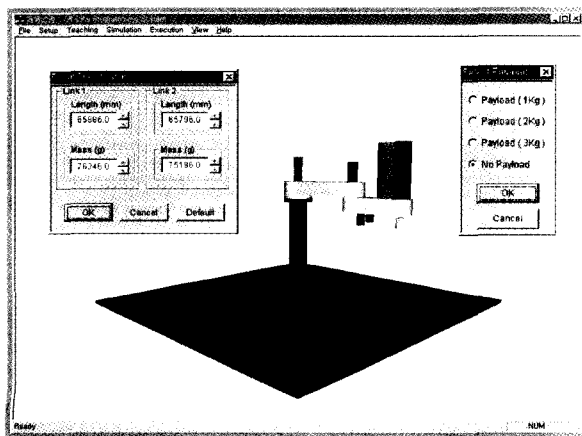 File Setup Teaching Simulation Execution View Help
Link 1 Link 2
Length (mm) Length (mm)
Mass (g) Mass (g)
OK Cancel Default
Payload (1Kg)
Payload (2Kg)
Payload (3Kg)
No Payload
OK
Cancel
Ready NUM